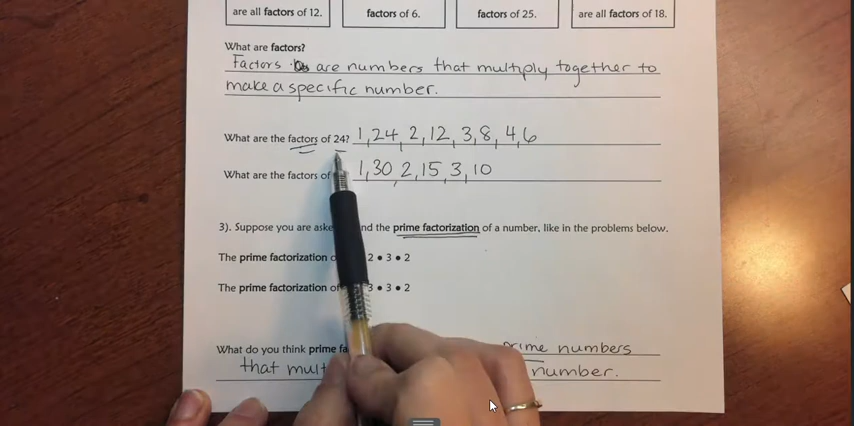 are all factors of 12. factors of 6. factors of 25. are all factors of 18.
What are factors?
Factors are numbers that multiply together to
make a specific number.
What are the factors of 24? 1, 24, 2, 12, 3, 8, 4, 6
What are the factors of 1, 30, 2, 15, 3, 10
3). Suppose you are aske nd the prime factorization of a number, like in the problems below.
The prime factorization o 2 • 3 • 2
The prime factorization of 3 • 3 • 2
What do you think prime fa prime numbers
that mult number.